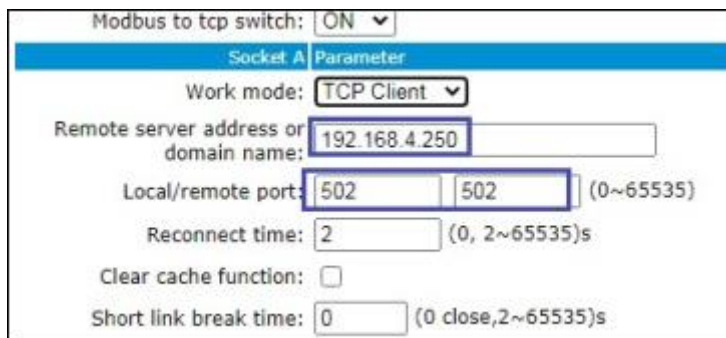 Modbus to tcp switch: ON
Socket A Parameter
Work mode: TCP Client
Remote server address or
domain name: 192.168.4.250
Local/remote port: 502 502 (0~65535)
Reconnect time: 2 (0, 2~65535)s
Clear cache function:
Short link break time: 0 (0 close,2~65535)s